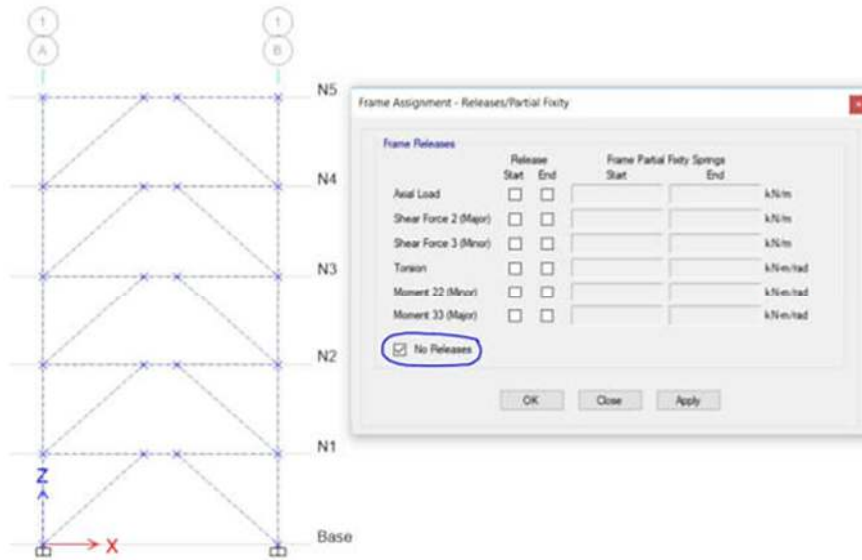 1 1
A B
N5
N4
N3
N2
N1
Base
Z
X
Frame Assignment - Releases/Partial Fixity
Frame Releases
Release Frame Partial Fixity Springs
Start End Start End
Axial Load kN/m
Shear Force 2 (Major) kN/m
Shear Force 3 (Minor) kN/m
Torsion kN-m/rad
Moment 22 (Minor) kN-m/rad
Moment 33 (Major) kN-m/rad
No Releases
OK Close Apply